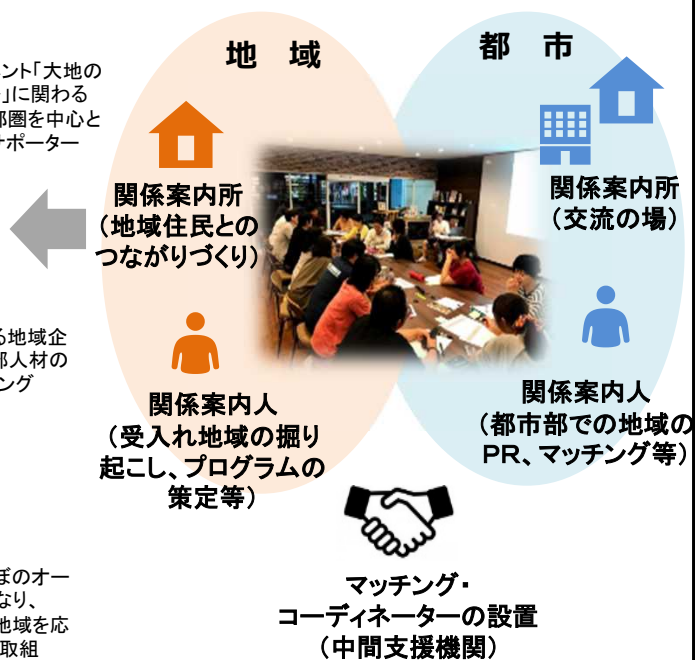 ント「大地の
」に関わる
都圏を中心と
サポーター
る地域企
部人材の
ング
ぼのオー
なり、
地域を応
取組
地　域
関係案内所
（地域住民との
つながりづくり）
関係案内人
（受入れ地域の掘り
起こし、プログラムの
策定等）
都　市
関係案内所
（交流の場）
関係案内人
（都市部での地域の
ＰＲ、マッチング等）
マッチング・
コーディネーターの設置
（中間支援機関）